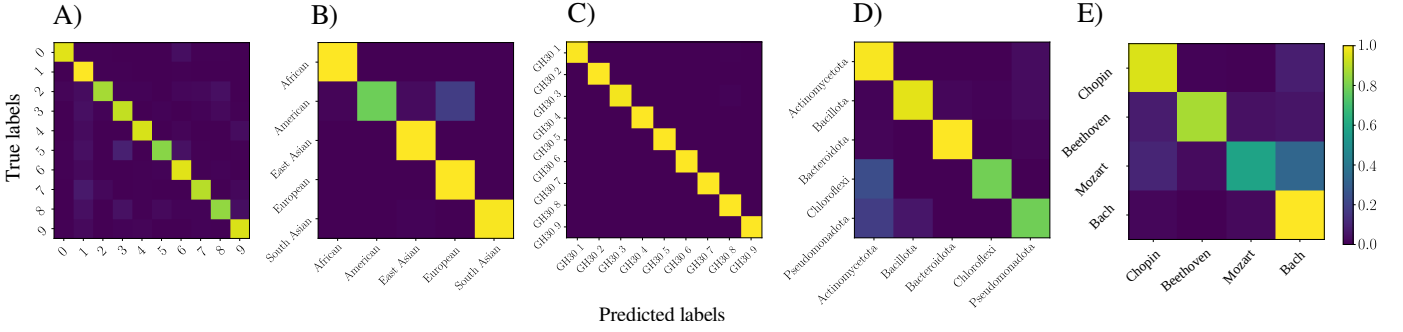 A)
B)
C)
D)
E)
True labels
0
1
2
3
4
5
6
7
8
9
0 1 2 3 4 5 6 7 8 9
African
American
East Asian
European
South Asian
African American East Asian European South Asian
GH30 1
GH30 2
GH30 3
GH30 4
GH30 5
GH30 6
GH30 7
GH30 8
GH30 9
GH30 1 GH30 2 GH30 3 GH30 4 GH30 5 GH30 6 GH30 7 GH30 8 GH30 9
Actinomycetota
Bacillota
Bacteroidota
Chloroflexi
Pseudomonadota
Actinomycetota Bacillota Bacteroidota Chloroflexi Pseudomonadota
Chopin
Beethoven
Mozart
Bach
Chopin Beethoven Mozart Bach
1.0
0.8
0.6
0.4
0.2
0.0
Predicted labels